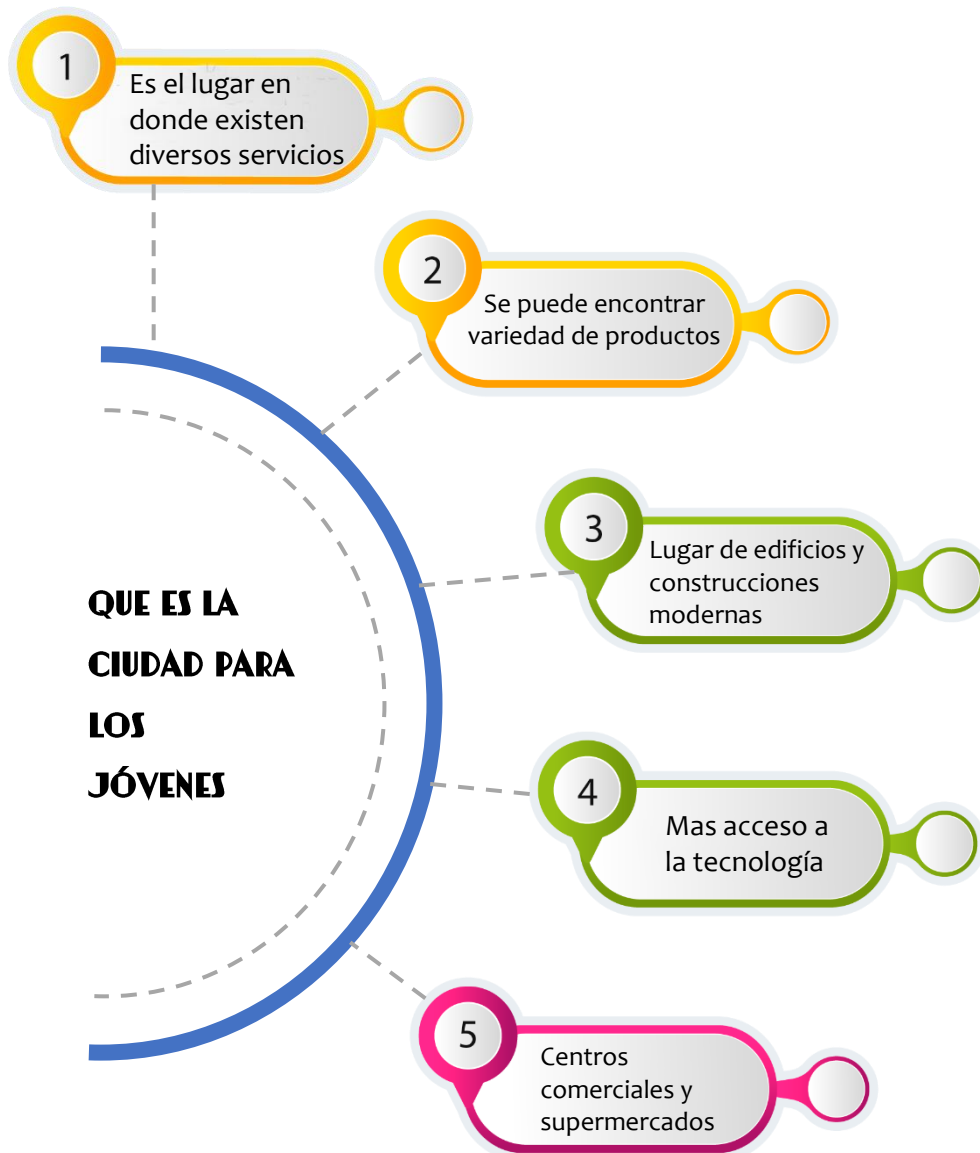 1
Es el lugar en
donde existen
diversos servicios
2
Se puede encontrar
variedad de productos
3
Lugar de edificios y
construcciones
modernas
QUE ES LA
CIUDAD PARA
LOS
JÓVENES
4
Mas acceso a
la tecnología
5
Centros
comerciales y
supermercados